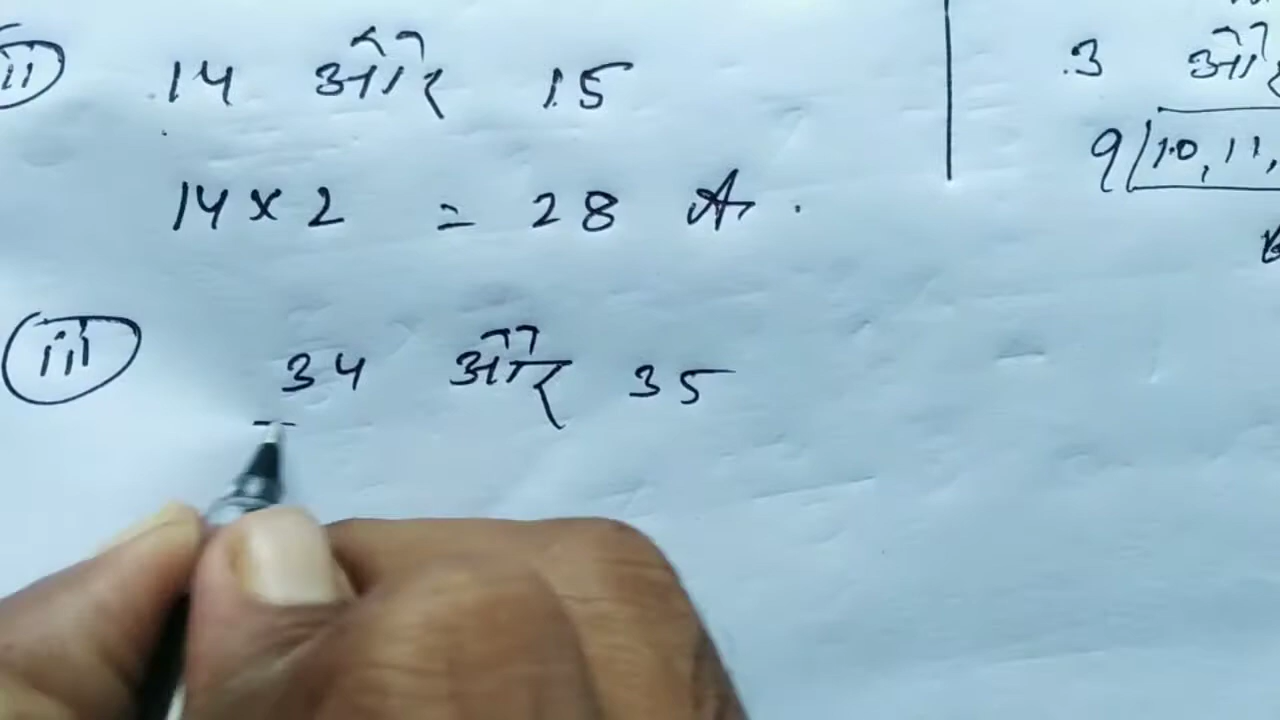 ii 14 और 15
14 × 2 = 28 A.
iii 34 और 35
3 और
9 10, 11,